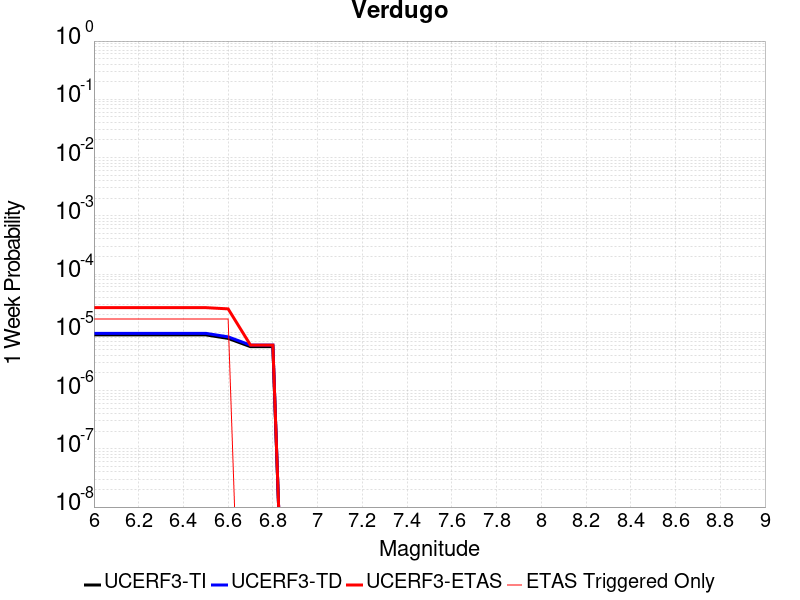 Verdugo
10^0
10^-1
10^-2
10^-3
10^-4
10^-5
10^-6
10^-7
10^-8
1 Week Probability
6 6.2 6.4 6.6 6.8 7 7.2 7.4 7.6 7.8 8 8.2 8.4 8.6 8.8 9
Magnitude
UCERF3-TI UCERF3-TD UCERF3-ETAS ETAS Triggered Only